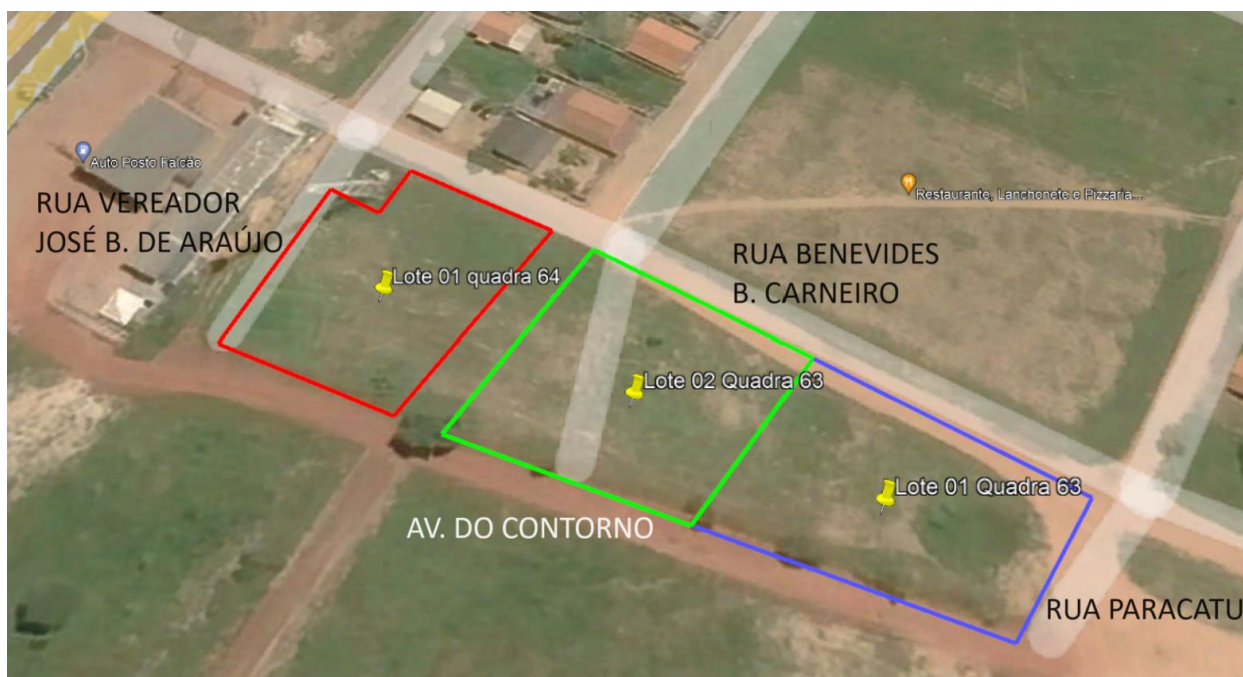 Auto Posto Falcão
RUA VEREADOR
JOSÉ B. DE ARAÚJO
Restaurante, Lanchonete e Pizzaria...
RUA BENEVIDES
B. CARNEIRO
Lote 01 quadra 64
Lote 02 Quadra 63
Lote 01 Quadra 63
AV. DO CONTORNO
RUA PARACATU